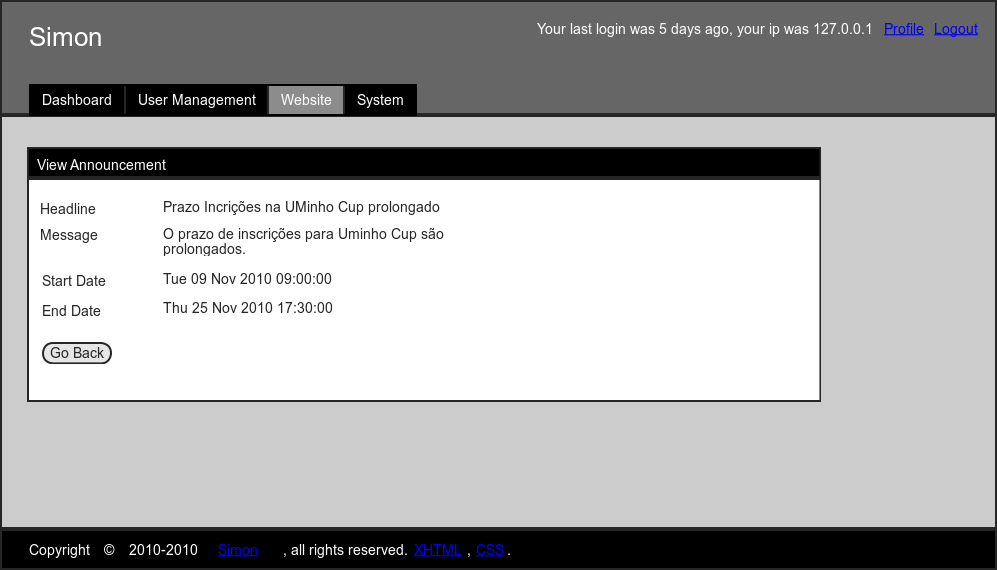 Simon
Your last login was 5 days ago, your ip was 127.0.0.1 Profile Logout
Dashboard User Management Website System
View Announcement
Headline Prazo Incrições na UMinho Cup prolongado
Message O prazo de inscrições para Uminho Cup são
prolongados.
Start Date Tue 09 Nov 2010 09:00:00
End Date Thu 25 Nov 2010 17:30:00
Go Back
Copyright © 2010-2010 Simon , all rights reserved. XHTML , CSS .